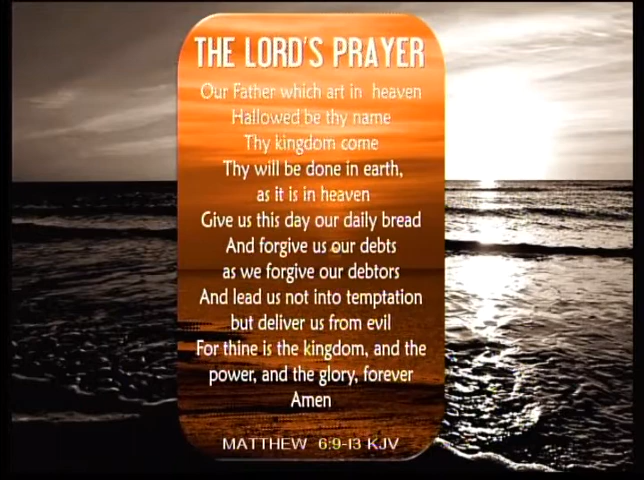 THE LORD'S PRAYER
Our Father which art in heaven
Hallowed be thy name
Thy kingdom come
Thy will be done in earth,
as it is in heaven
Give us this day our daily bread
And forgive us our debts
as we forgive our debtors
And lead us not into temptation
but deliver us from evil
For thine is the kingdom, and the
power, and the glory, forever
Amen
MATTHEW 6:9-13 KJV